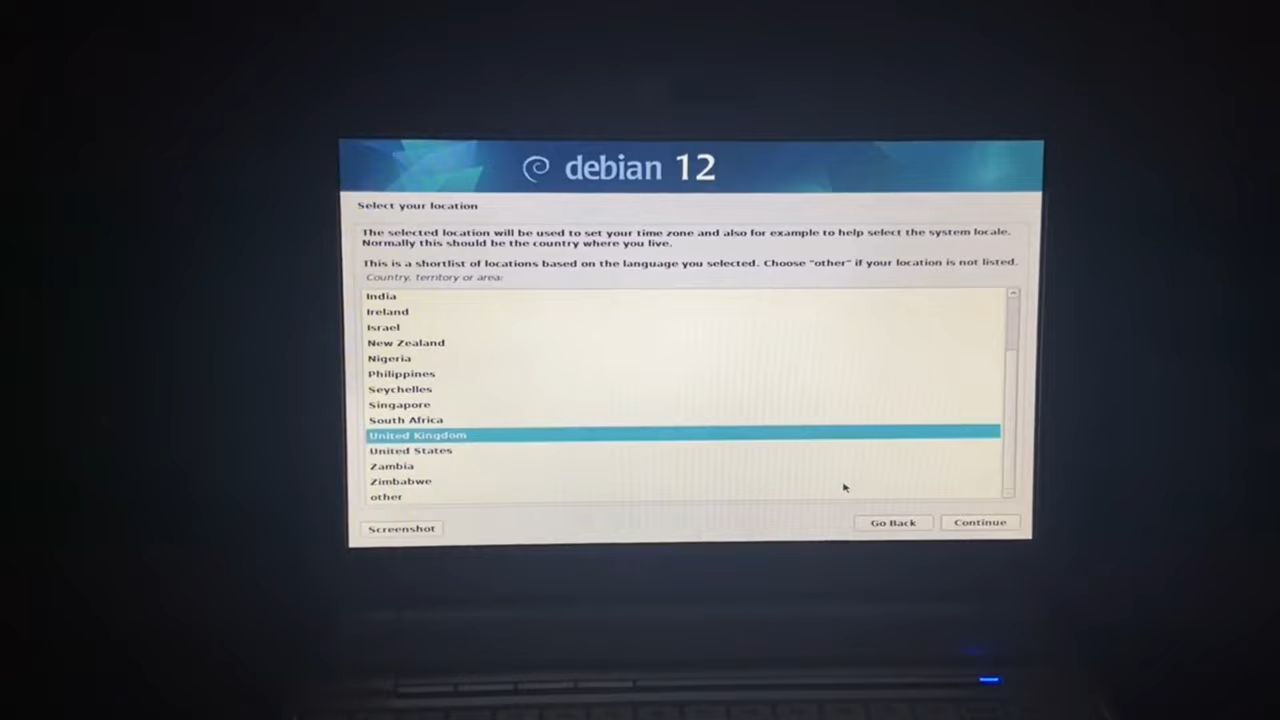 debian 12
Select your location
The selected location will be used to set your time zone and also for example to help select the system locale.
Normally this should be the country where you live.
This is a shortlist of locations based on the language you selected. Choose "other" if your location is not listed.
Country, territory or area:
India
Ireland
Israel
New Zealand
Nigeria
Philippines
Seychelles
Singapore
South Africa
United Kingdom
United States
Zambia
Zimbabwe
other
Screenshot
Go Back
Continue